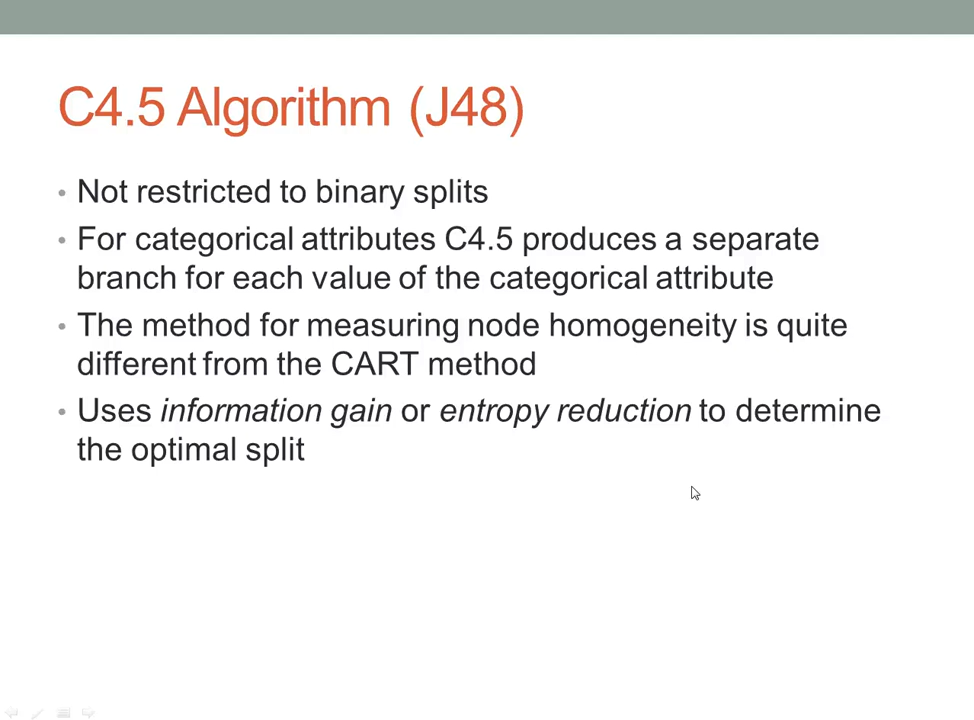 C4.5 Algorithm (J48)
• Not restricted to binary splits
• For categorical attributes C4.5 produces a separate
branch for each value of the categorical attribute
• The method for measuring node homogeneity is quite
different from the CART method
• Uses information gain or entropy reduction to determine
the optimal split